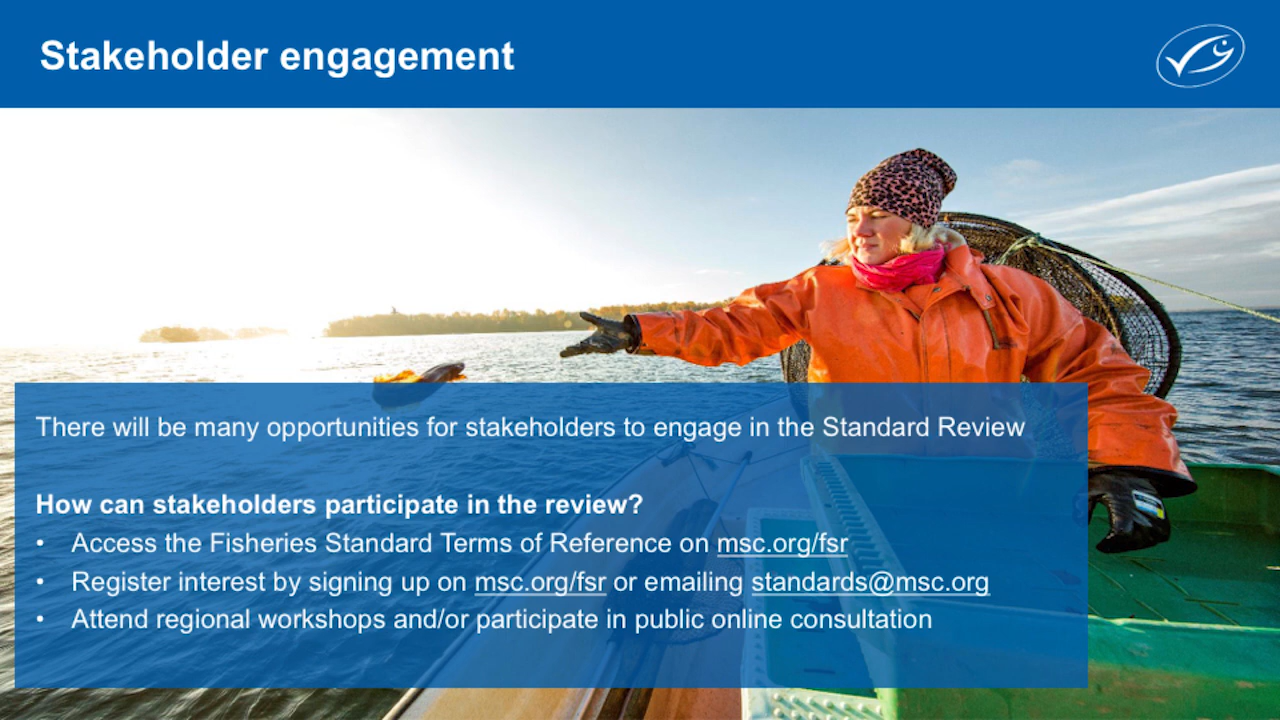 Stakeholder engagement
There will be many opportunities for stakeholders to engage in the Standard Review
How can stakeholders participate in the review?
• Access the Fisheries Standard Terms of Reference on msc.org/fsr
• Register interest by signing up on msc.org/fsr or emailing standards@msc.org
• Attend regional workshops and/or participate in public online consultation